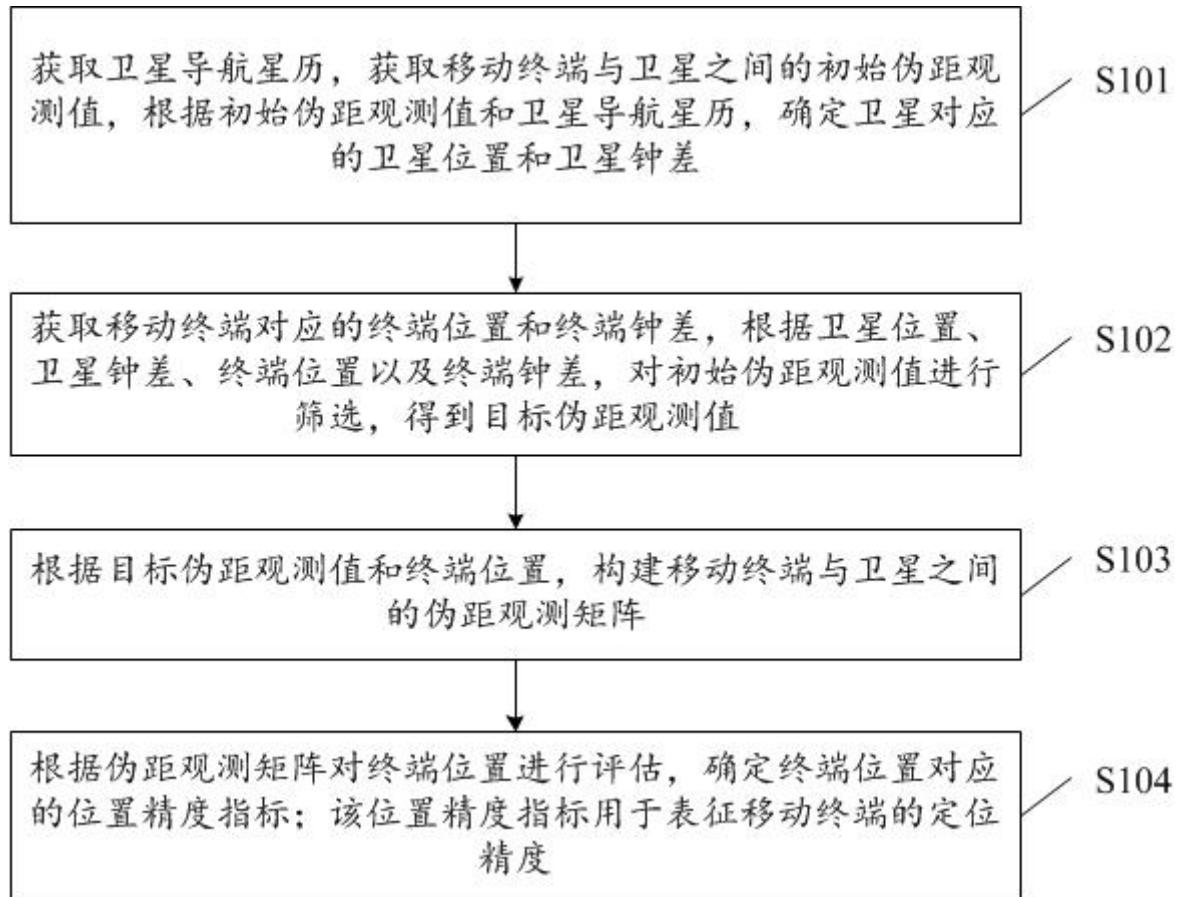 获取卫星导航星历，获取移动终端与卫星之间的初始伪距观
测值，根据初始伪距观测值和卫星导航星历，确定卫星对应
的卫星位置和卫星钟差
S101
获取移动终端对应的终端位置和终端钟差，根据卫星位置、
卫星钟差、终端位置以及终端钟差，对初始伪距观测值进行
筛选，得到目标伪距观测值
S102
根据目标伪距观测值和终端位置，构建移动终端与卫星之间
的伪距观测矩阵
S103
根据伪距观测矩阵对终端位置进行评估，确定终端位置对应
的位置精度指标；该位置精度指标用于表征移动终端的定位
精度
S104